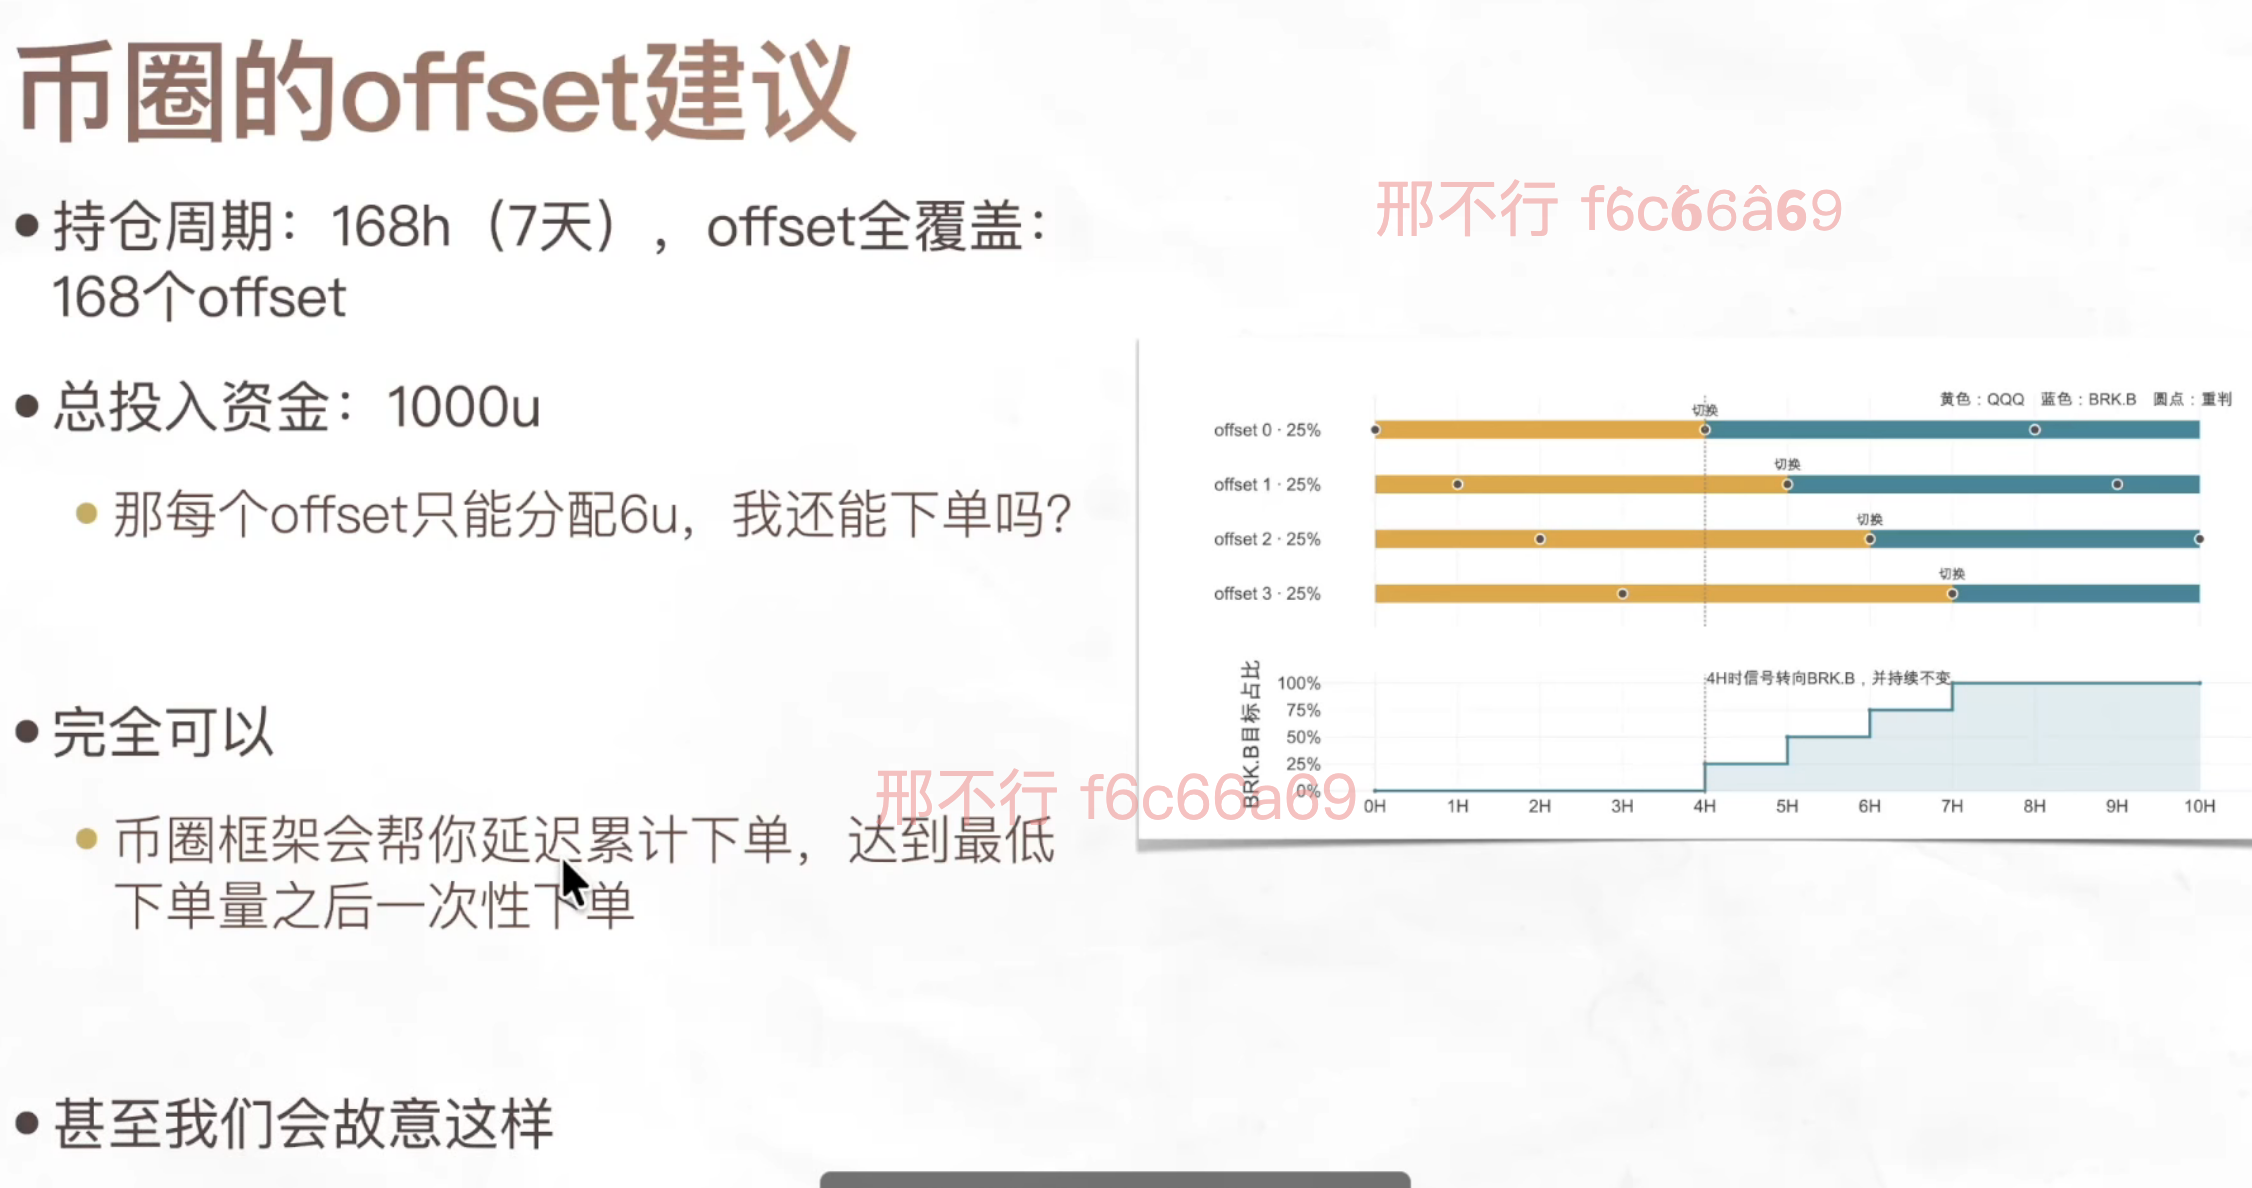 币圈的offset建议
●持仓周期：168h（7天），offset全覆盖：
168个offset
●总投入资金：1000u
●那每个offset只能分配6u，我还能下单吗？
●完全可以
●币圈框架会帮你延迟累计下单，达到最低
下单量之后一次性下单
●甚至我们会故意这样
邢不行 f6c66a69
黄色：QQQ 蓝色：BRK.B 圆点：重判
切换
offset 0 · 25%
切换
offset 1 · 25%
切换
offset 2 · 25%
切换
offset 3 · 25%
BRK.B目标占比
4H时信号转向BRK.B，并持续不变
100%
75%
50%
25%
0%
0H 1H 2H 3H 4H 5H 6H 7H 8H 9H 10H
邢不行 f6c66a69